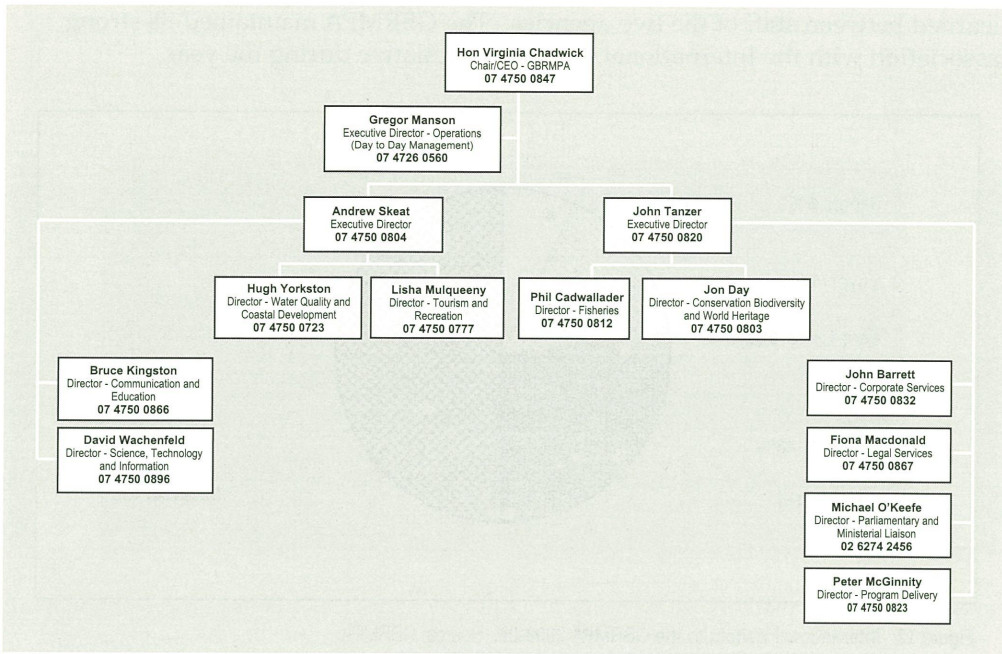 Hon Virginia Chadwick
Chair/CEO - GBRMPA
07 4750 0847
Gregor Manson
Executive Director - Operations
(Day to Day Management)
07 4726 0560
Andrew Skeat
Executive Director
07 4750 0804
John Tanzer
Executive Director
07 4750 0820
Hugh Yorkston
Director - Water Quality and
Coastal Development
07 4750 0723
Lisha Mulqueeny
Director - Tourism and
Recreation
07 4750 0777
Phil Cadwallader
Director - Fisheries
07 4750 0812
Jon Day
Director - Conservation Biodiversity
and World Heritage
07 4750 0803
Bruce Kingston
Director - Communication and
Education
07 4750 0866
David Wachenfeld
Director - Science, Technology
and Information
07 4750 0896
John Barrett
Director - Corporate Services
07 4750 0832
Fiona Macdonald
Director - Legal Services
07 4750 0867
Michael O'Keefe
Director - Parliamentary and
Ministerial Liaison
02 6274 2456
Peter McGinnity
Director - Program Delivery
07 4750 0823